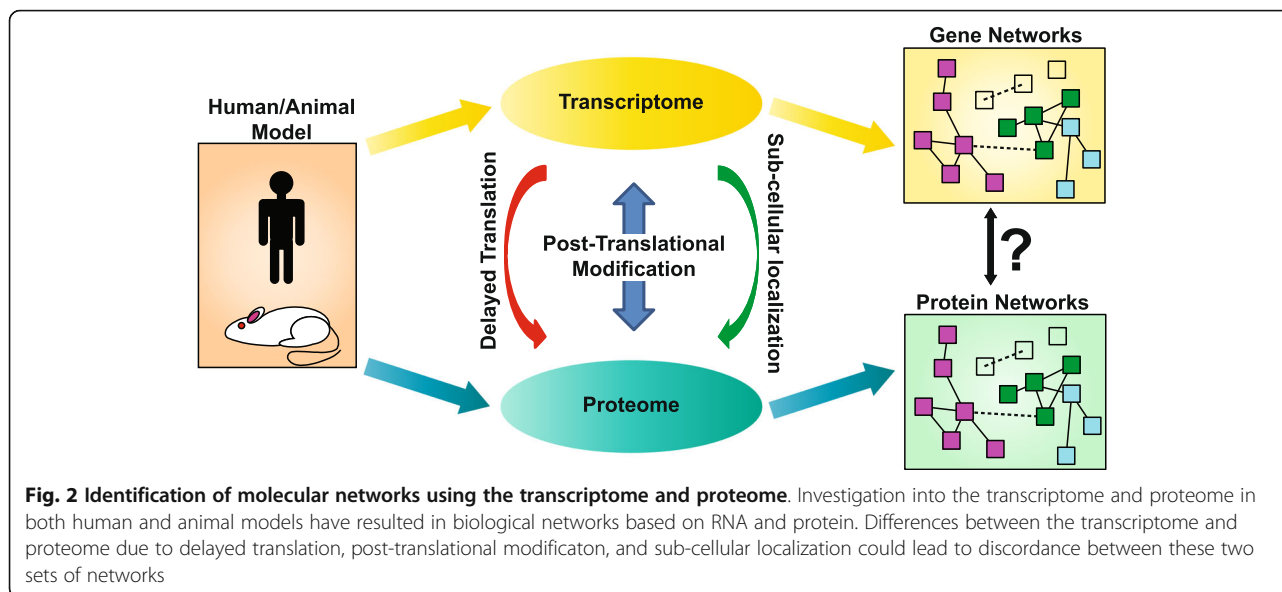 Human/Animal
Model
Transcriptome
Delayed Translation
Post-Translational
Modification
Sub-cellular localization
Proteome
Gene Networks
?
Protein Networks
Fig. 2 Identification of molecular networks using the transcriptome and proteome. Investigation into the transcriptome and proteome in
both human and animal models have resulted in biological networks based on RNA and protein. Differences between the transcriptome and
proteome due to delayed translation, post-translational modificaton, and sub-cellular localization could lead to discordance between these two
sets of networks